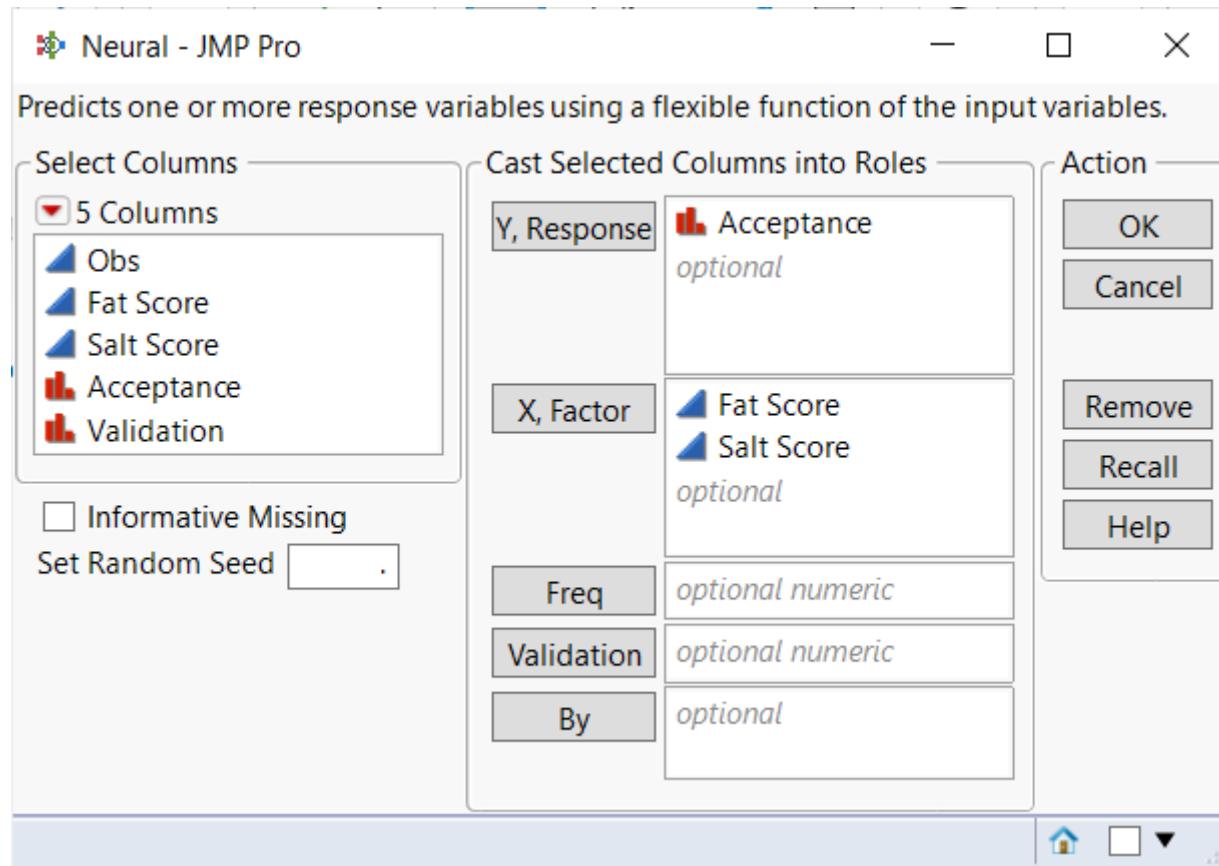 Neural - JMP Pro
Predicts one or more response variables using a flexible function of the input variables.
Select Columns
5 Columns
Obs
Fat Score
Salt Score
Acceptance
Validation
Informative Missing
Set Random Seed .
Cast Selected Columns into Roles
Y, Response
Acceptance
optional
X, Factor
Fat Score
Salt Score
optional
Freq
optional numeric
Validation
optional numeric
By
optional
Action
OK
Cancel
Remove
Recall
Help